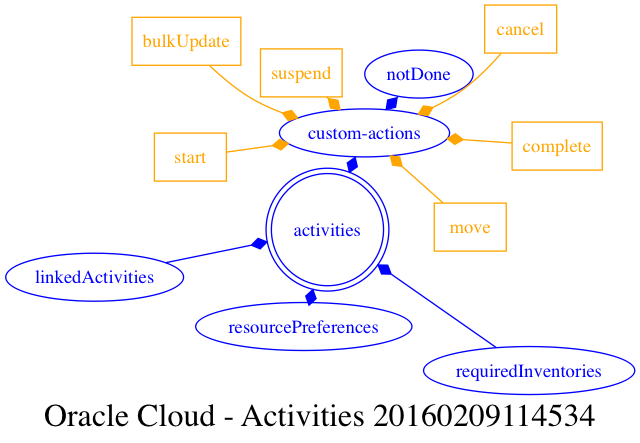 cancel
bulkUpdate
suspend
notDone
custom-actions
complete
start
move
activities
linkedActivities
resourcePreferences
requiredInventories
Oracle Cloud - Activities 20160209114534